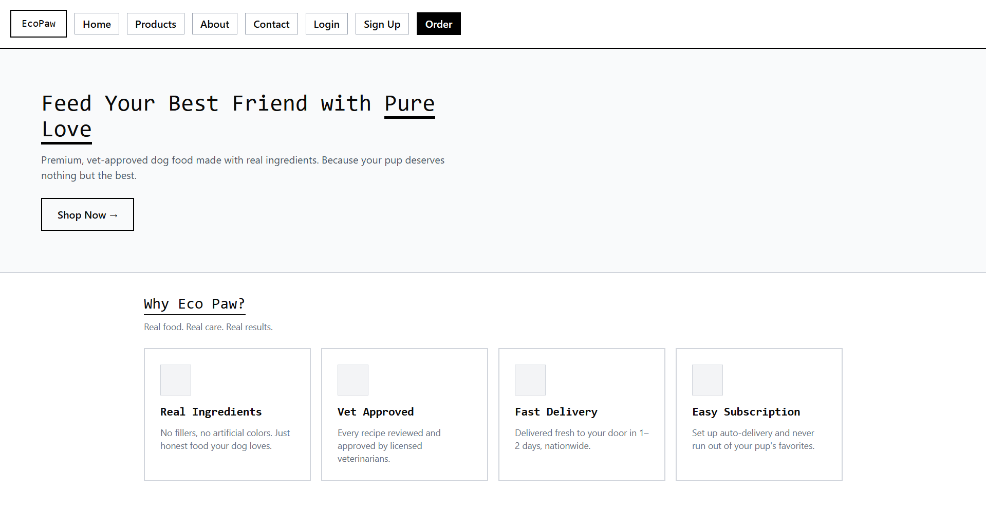 EcoPaw Home Products About Contact Login Sign Up Order
Feed Your Best Friend with Pure
Love
Premium, vet-approved dog food made with real ingredients. Because your pup deserves
nothing but the best.
Shop Now →
Why Eco Paw?
Real food. Real care. Real results.
Real Ingredients
No fillers, no artificial colors. Just
honest food your dog loves.
Vet Approved
Every recipe reviewed and
approved by licensed
veterinarians.
Fast Delivery
Delivered fresh to your door in 1–
2 days, nationwide.
Easy Subscription
Set up auto-delivery and never
run out of your pup's favorites.